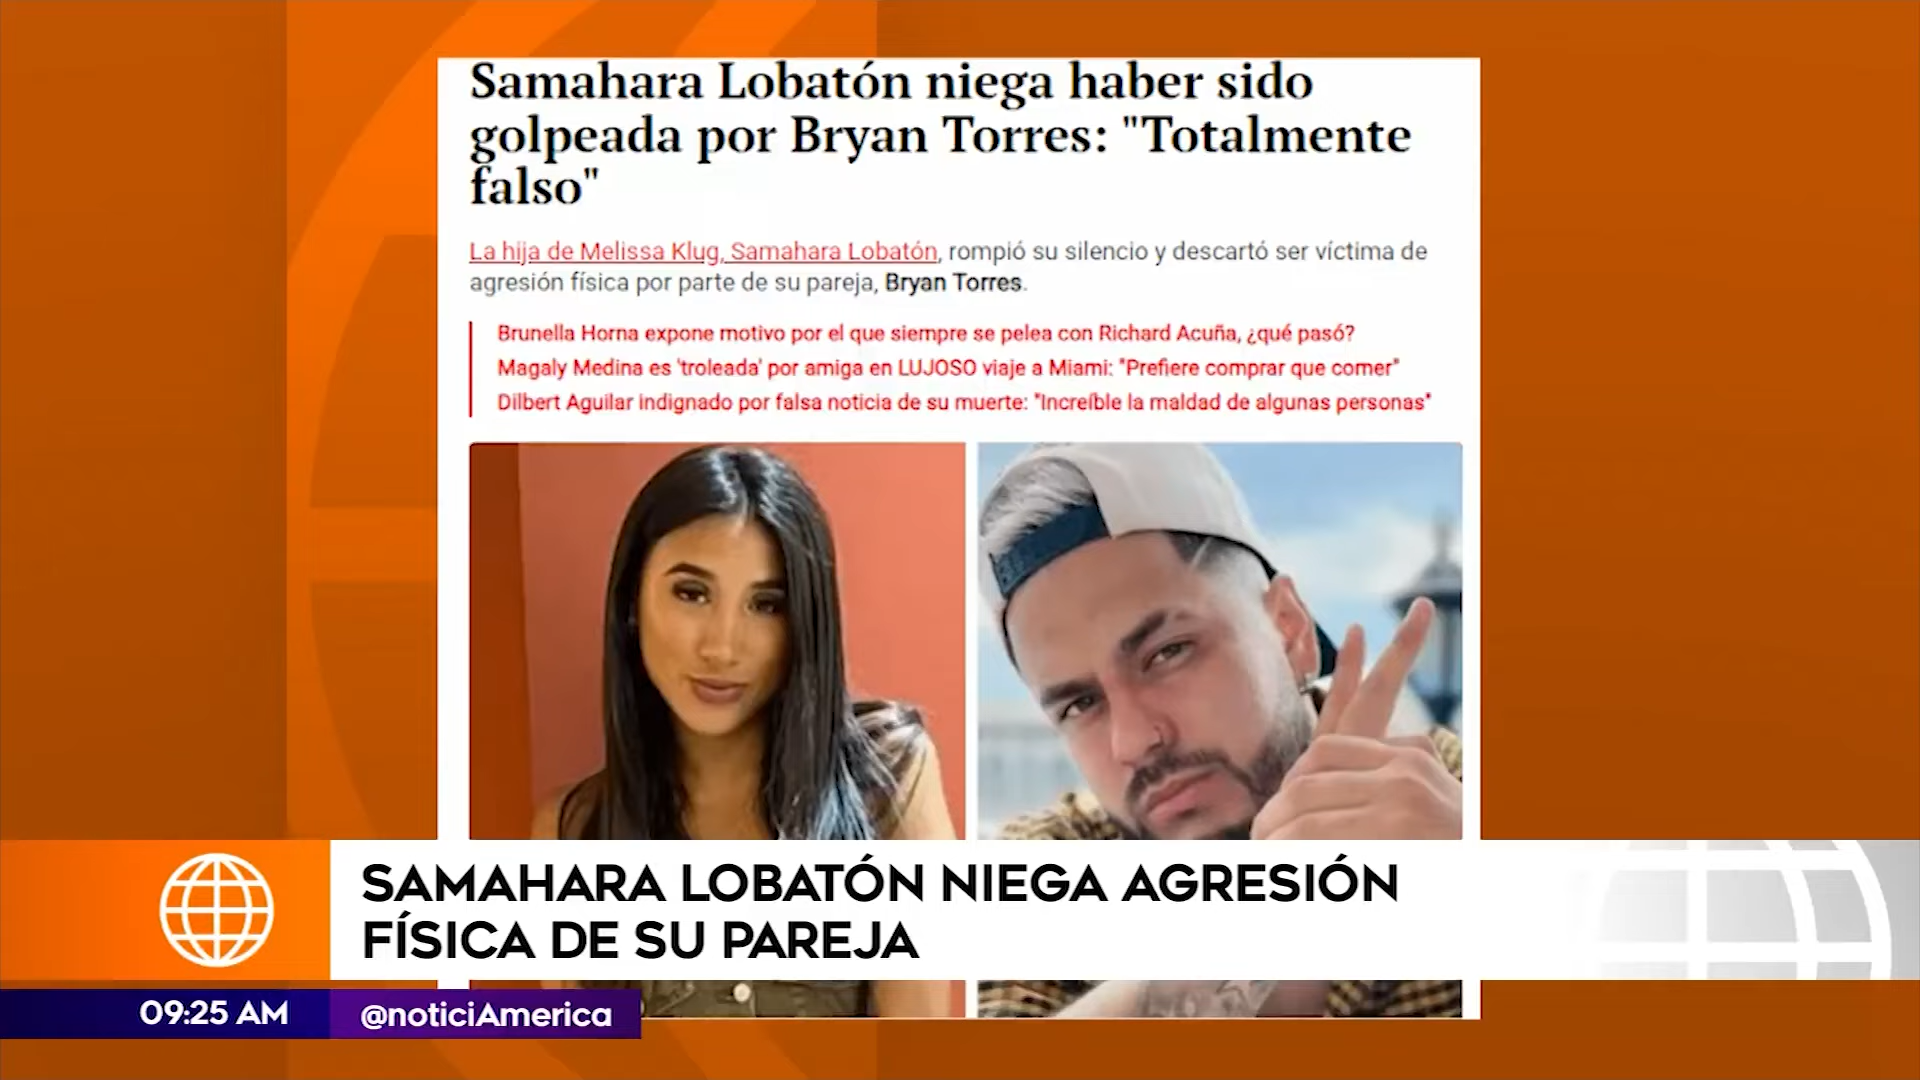 Samahara Lobatón niega haber sido
golpeada por Bryan Torres: "Totalmente
falso"
La hija de Melissa Klug, Samahara Lobatón, rompió su silencio y descartó ser víctima de
agresión física por parte de su pareja, Bryan Torres.
Brunella Horna expone motivo por el que siempre se pelea con Richard Acuña, ¿qué pasó?
Magaly Medina es 'troleada' por amiga en LUJOSO viaje a Miami: "Prefiere comprar que comer"
Dilbert Aguilar indignado por falsa noticia de su muerte: "Increíble la maldad de algunas personas"
SAMAHARA LOBATÓN NIEGA AGRESIÓN
FÍSICA DE SU PAREJA
09:25 AM @noticiAmerica